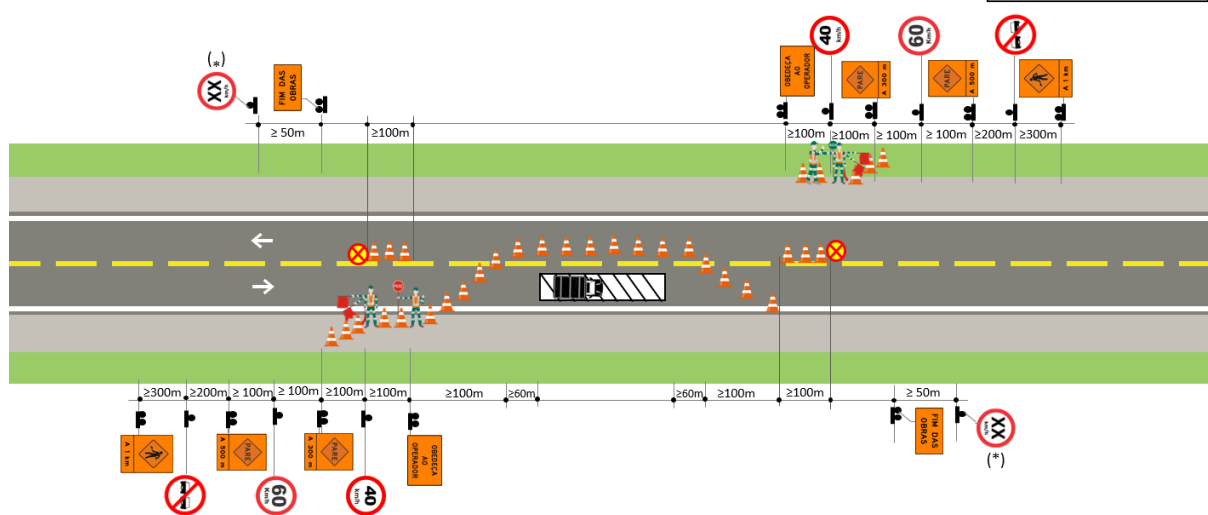 (*)
XX
km/h
FIM DAS
OBRAS
OBEDEÇA
AO
OPERADOR
40
km/h
PARE
A 300 m
60
Km/h
PARE
A 500 m
A 1 km
≥ 50m
≥100m
≥100m
≥100m
≥ 100m
≥ 100m
≥200m
≥300m
≥300m
≥200m
≥ 100m
≥ 100m
≥100m
≥100m
≥100m
≥60m
≥60m
≥100m
≥100m
≥ 50m
A 1 km
PARE
A 500 m
60
Km/h
PARE
A 300 m
40
km/h
OBEDEÇA
AO
OPERADOR
FIM DAS
OBRAS
XX
km/h
(*)